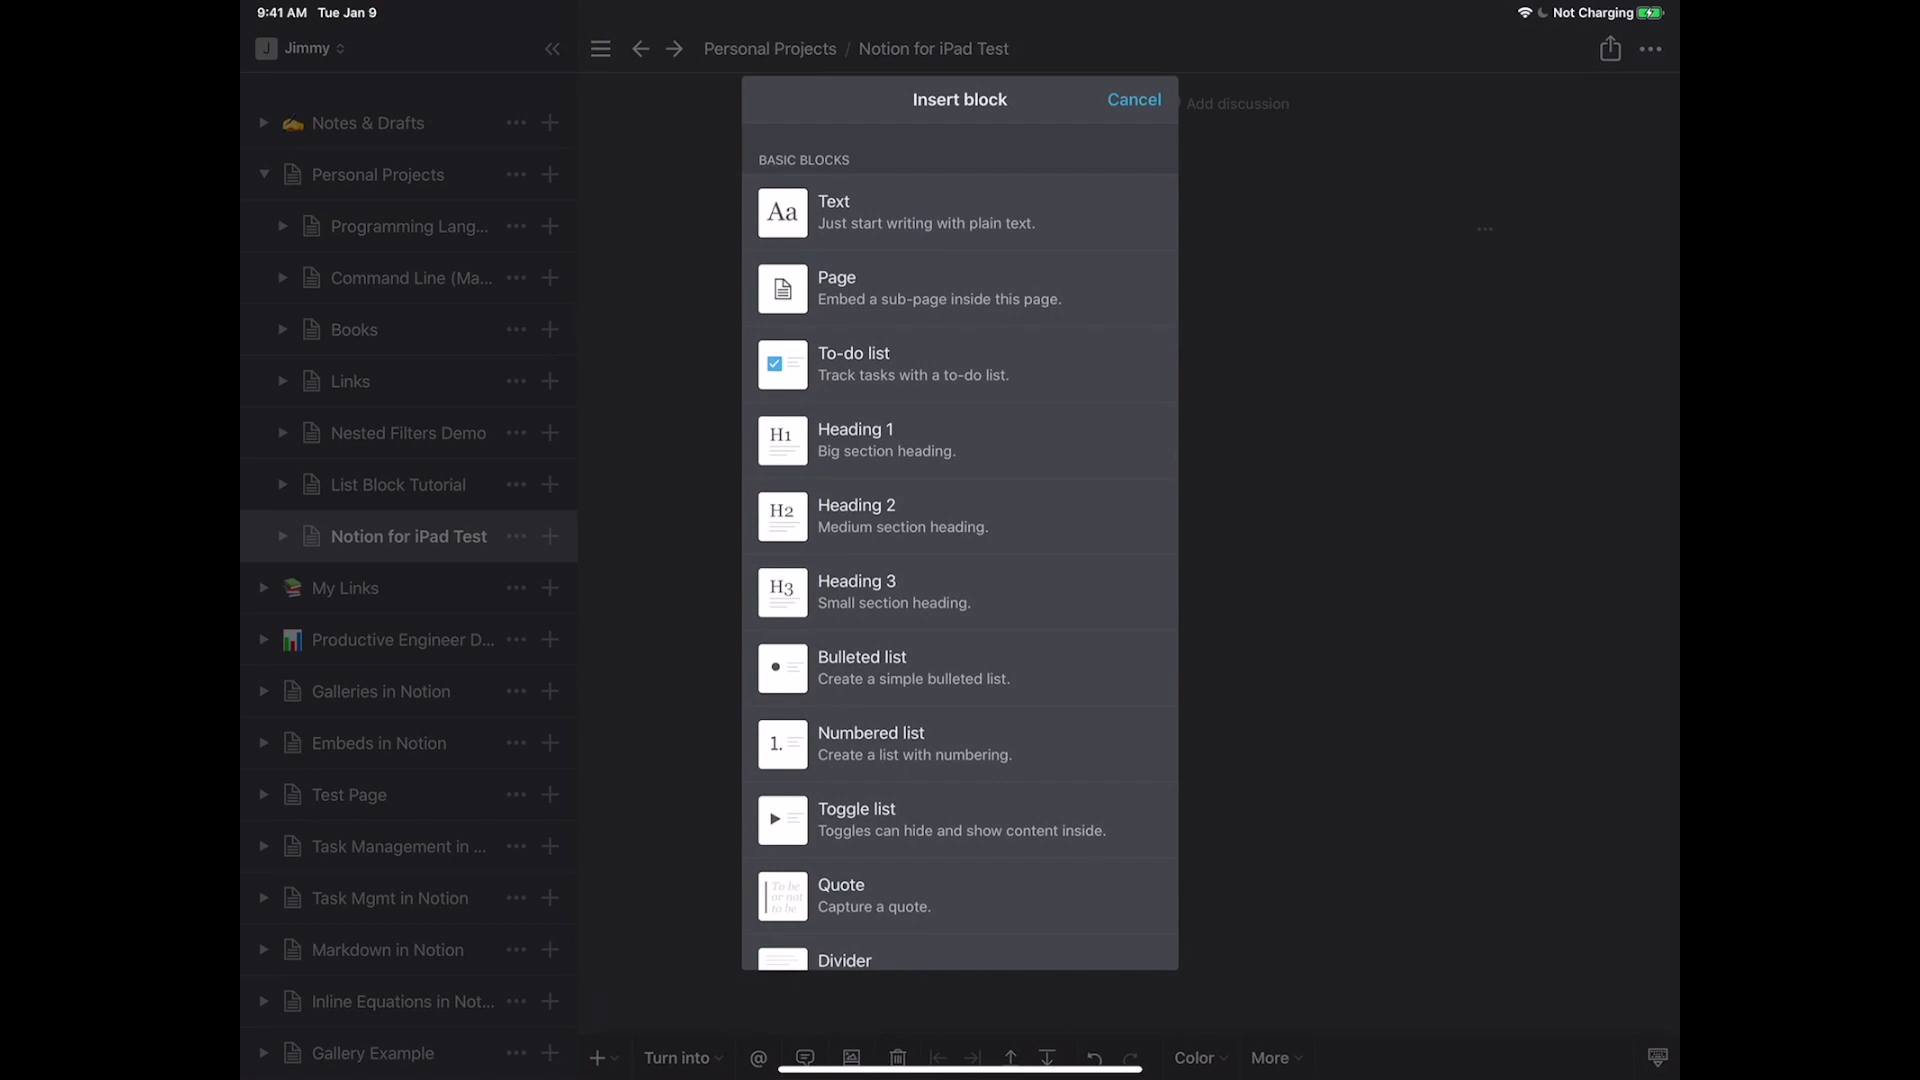 9:41 AM Tue Jan 9
Not Charging
J Jimmy
Personal Projects / Notion for iPad Test
Insert block
Cancel
Add discussion
Notes & Drafts
Personal Projects
Programming Lang...
Command Line (Ma...
Books
Links
Nested Filters Demo
List Block Tutorial
Notion for iPad Test
My Links
Productive Engineer D...
Galleries in Notion
Embeds in Notion
Test Page
Task Management in ...
Task Mgmt in Notion
Markdown in Notion
Inline Equations in Not...
Gallery Example
BASIC BLOCKS
Aa
Text
Just start writing with plain text.
Page
Embed a sub-page inside this page.
To-do list
Track tasks with a to-do list.
H1
Heading 1
Big section heading.
H2
Heading 2
Medium section heading.
H3
Heading 3
Small section heading.
Bulleted list
Create a simple bulleted list.
1.
Numbered list
Create a list with numbering.
Toggle list
Toggles can hide and show content inside.
To be
or not
to be
Quote
Capture a quote.
Divider
Turn into
@
Color
More